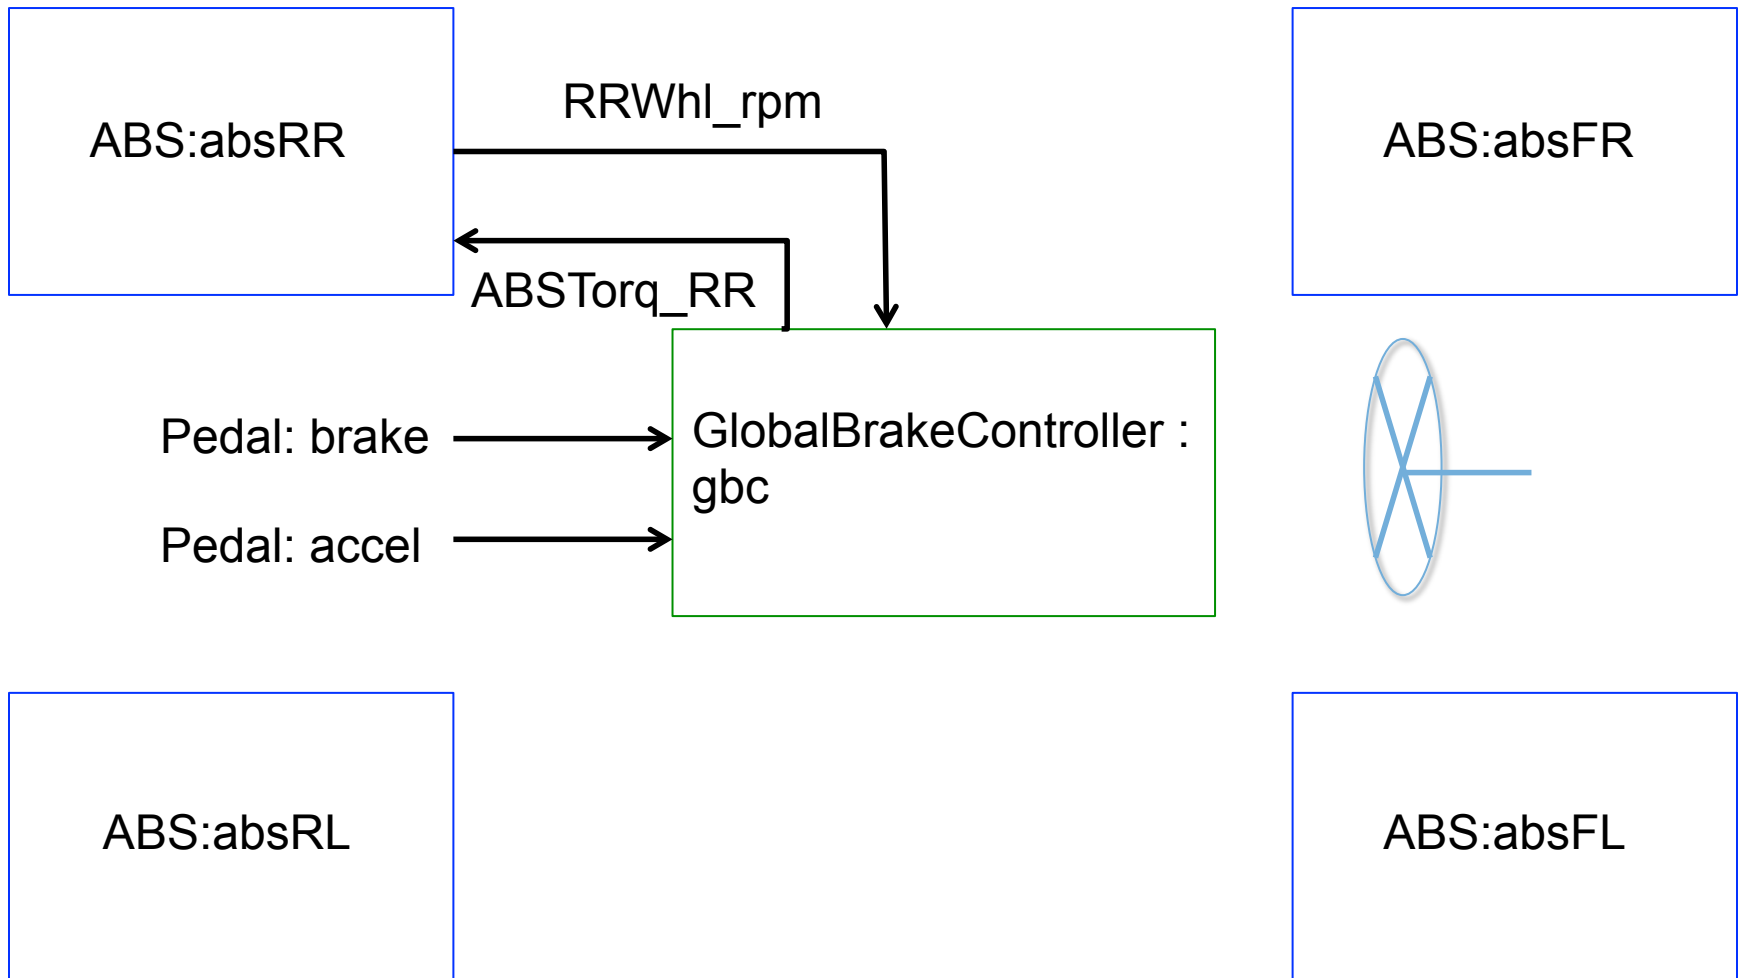 RRWhl_rpm
ABS:absRR
ABS:absFR
ABSTorq_RR
Pedal: brake
GlobalBrakeController :
gbc
Pedal: accel
ABS:absRL
ABS:absFL